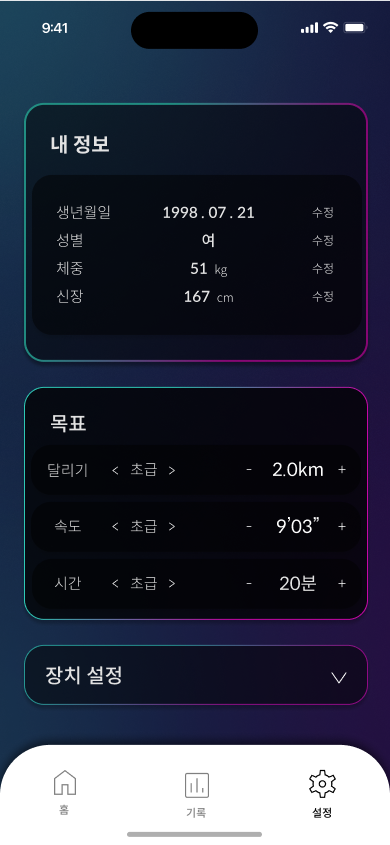 9:41
내 정보
생년월일 1998 . 07 . 21 수정
성별 여 수정
체중 51 kg 수정
신장 167 cm 수정
목표
달리기 < 초급 > - 2.0km +
속도 < 초급 > - 9’03” +
시간 < 초급 > - 20분 +
장치 설정
홈 기록 설정